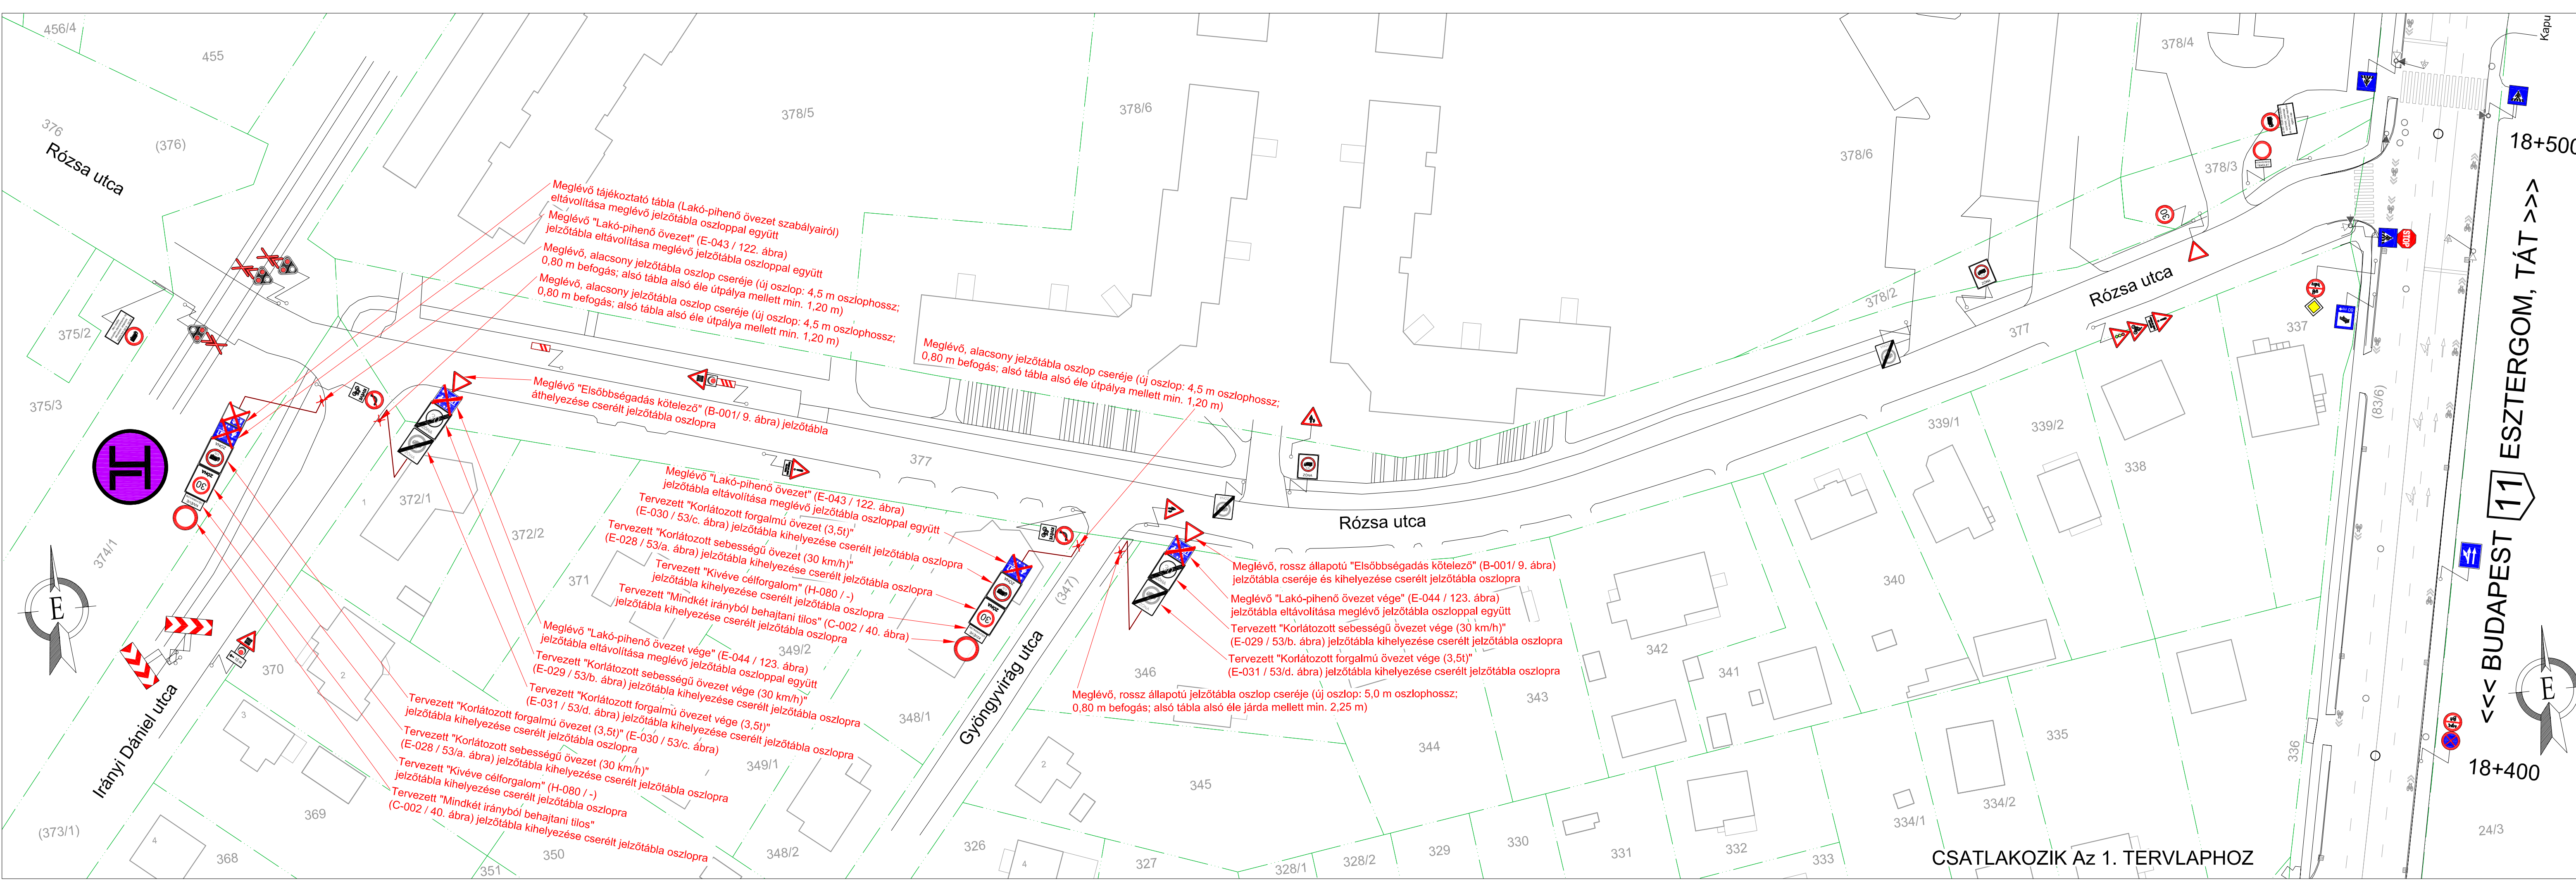 456/4
455
376
(376)
Rózsa utca
378/5
378/6
378/6
378/4
378/3
378/2
Kapu
18+500
375/2
375/3
Meglévő tájékoztató tábla (Lakó-pihenő övezet szabályairól)
eltávolítása meglévő jelzőtábla oszloppal együtt
Meglévő "Lakó-pihenő övezet" (E-043 / 122. ábra)
jelzőtábla eltávolítása meglévő jelzőtábla oszloppal együtt
Meglévő, alacsony jelzőtábla oszlop cseréje (új oszlop: 4,5 m oszlophossz;
0,80 m befogás; alsó tábla alsó éle útpálya mellett min. 1,20 m)
Meglévő, alacsony jelzőtábla oszlop cseréje (új oszlop: 4,5 m oszlophossz;
0,80 m befogás; alsó tábla alsó éle útpálya mellett min. 1,20 m)
Meglévő, alacsony jelzőtábla oszlop cseréje (új oszlop: 4,5 m oszlophossz;
0,80 m befogás; alsó tábla alsó éle útpálya mellett min. 1,20 m)
Meglévő "Elsőbbségadás kötelező" (B-001/ 9. ábra) jelzőtábla
áthelyezése cserélt jelzőtábla oszlopra
Rózsa utca
377
377
Rózsa utca
STOP
30
337
(83/6)
339/1
339/2
338
<<< BUDAPEST 11 ESZTERGOM, TÁT >>>
Meglévő "Lakó-pihenő övezet" (E-043 / 122. ábra)
jelzőtábla eltávolítása meglévő jelzőtábla oszloppal együtt
Tervezett "Korlátozott forgalmú övezet (3,5t)"
(E-030 / 53/c. ábra) jelzőtábla kihelyezése cserélt jelzőtábla oszlopra
Tervezett "Korlátozott sebességű övezet (30 km/h)"
(E-028 / 53/a. ábra) jelzőtábla kihelyezése cserélt jelzőtábla oszlopra
Tervezett "Kivéve célforgalom" (H-080 / -)
jelzőtábla kihelyezése cserélt jelzőtábla oszlopra
Tervezett "Mindkét irányból behajtani tilos" (C-002 / 40. ábra)
jelzőtábla kihelyezése cserélt jelzőtábla oszlopra
Meglévő "Lakó-pihenő övezet vége" (E-044 / 123. ábra)
jelzőtábla eltávolítása meglévő jelzőtábla oszloppal együtt
Tervezett "Korlátozott sebességű övezet vége (30 km/h)"
(E-029 / 53/b. ábra) jelzőtábla kihelyezése cserélt jelzőtábla oszlopra
Tervezett "Korlátozott forgalmú övezet vége (3,5t)"
(E-031 / 53/d. ábra) jelzőtábla kihelyezése cserélt jelzőtábla oszlopra
Tervezett "Korlátozott forgalmú övezet (3,5t)" (E-030 / 53/c. ábra)
jelzőtábla kihelyezése cserélt jelzőtábla oszlopra
Tervezett "Korlátozott sebességű övezet (30 km/h)"
(E-028 / 53/a. ábra) jelzőtábla kihelyezése cserélt jelzőtábla oszlopra
Tervezett "Kivéve célforgalom" (H-080 / -)
jelzőtábla kihelyezése cserélt jelzőtábla oszlopra
Tervezett "Mindkét irányból behajtani tilos"
(C-002 / 40. ábra) jelzőtábla kihelyezése cserélt jelzőtábla oszlopra
Meglévő, rossz állapotú "Elsőbbségadás kötelező" (B-001/ 9. ábra)
jelzőtábla cseréje és kihelyezése cserélt jelzőtábla oszlopra
Meglévő "Lakó-pihenő övezet vége" (E-044 / 123. ábra)
jelzőtábla eltávolítása meglévő jelzőtábla oszloppal együtt
Tervezett "Korlátozott sebességű övezet vége (30 km/h)"
(E-029 / 53/b. ábra) jelzőtábla kihelyezése cserélt jelzőtábla oszlopra
Tervezett "Korlátozott forgalmú övezet vége (3,5t)"
(E-031 / 53/d. ábra) jelzőtábla kihelyezése cserélt jelzőtábla oszlopra
Meglévő, rossz állapotú jelzőtábla oszlop cseréje (új oszlop: 5,0 m oszlophossz;
0,80 m befogás; alsó tábla alsó éle járda mellett min. 2,25 m)
30
ZÓNA
30
H
E
E
1
372/1
372/2
374/1
371
370
2
3
4
369
368
(373/1)
Irányi Dániel utca
349/2
349/1
348/1
348/2
350
351
Gyöngyvirág utca
(347)
346
345
344
343
342
341
340
336
335
334/2
334/1
333
332
331
330
329
328/2
328/1
327
326
2
4
18+400
24/3
CSATLAKOZIK Az 1. TERVLAPHOZ